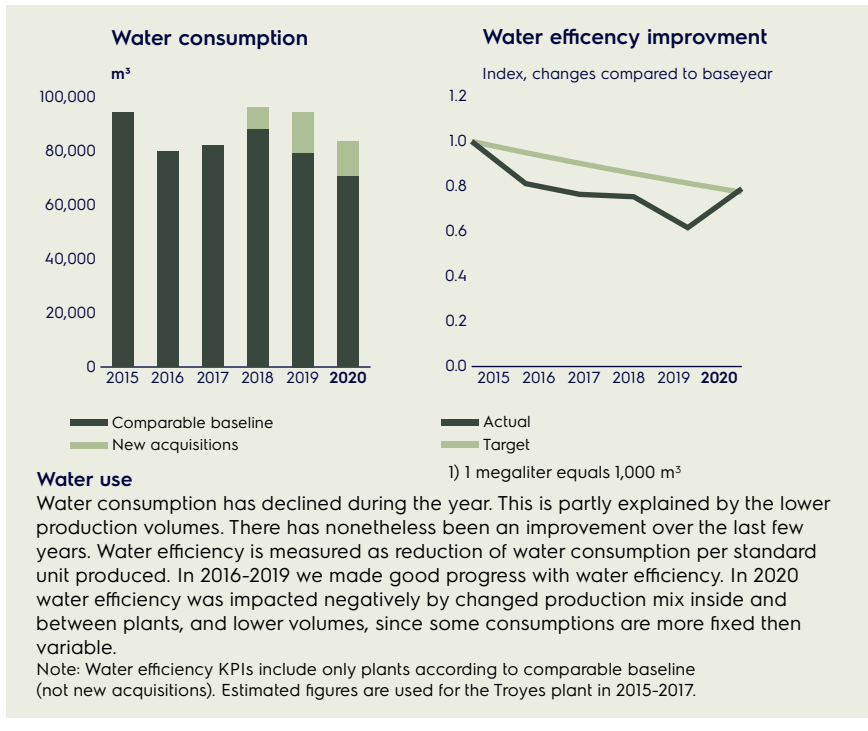 Water consumption
m³
100,000
80,000
60,000
40,000
20,000
0
2015 2016 2017 2018 2019 2020
Comparable baseline
New acquisitions
Water efficency improvment
Index, changes compared to baseyear
1.2
1.0
0.8
0.6
0.4
0.2
0.0
2015 2016 2017 2018 2019 2020
Actual
Target
1) 1 megaliter equals 1,000 m³
Water use
Water consumption has declined during the year. This is partly explained by the lower
production volumes. There has nonetheless been an improvement over the last few
years. Water efficiency is measured as reduction of water consumption per standard
unit produced. In 2016-2019 we made good progress with water efficiency. In 2020
water efficiency was impacted negatively by changed production mix inside and
between plants, and lower volumes, since some consumptions are more fixed then
variable.
Note: Water efficiency KPIs include only plants according to comparable baseline
(not new acquisitions). Estimated figures are used for the Troyes plant in 2015-2017.